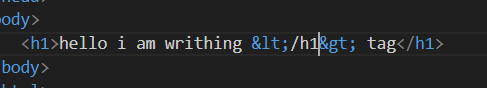 body>
<h1>hello i am writhing &lt;/h1&gt; tag</h1>
body>